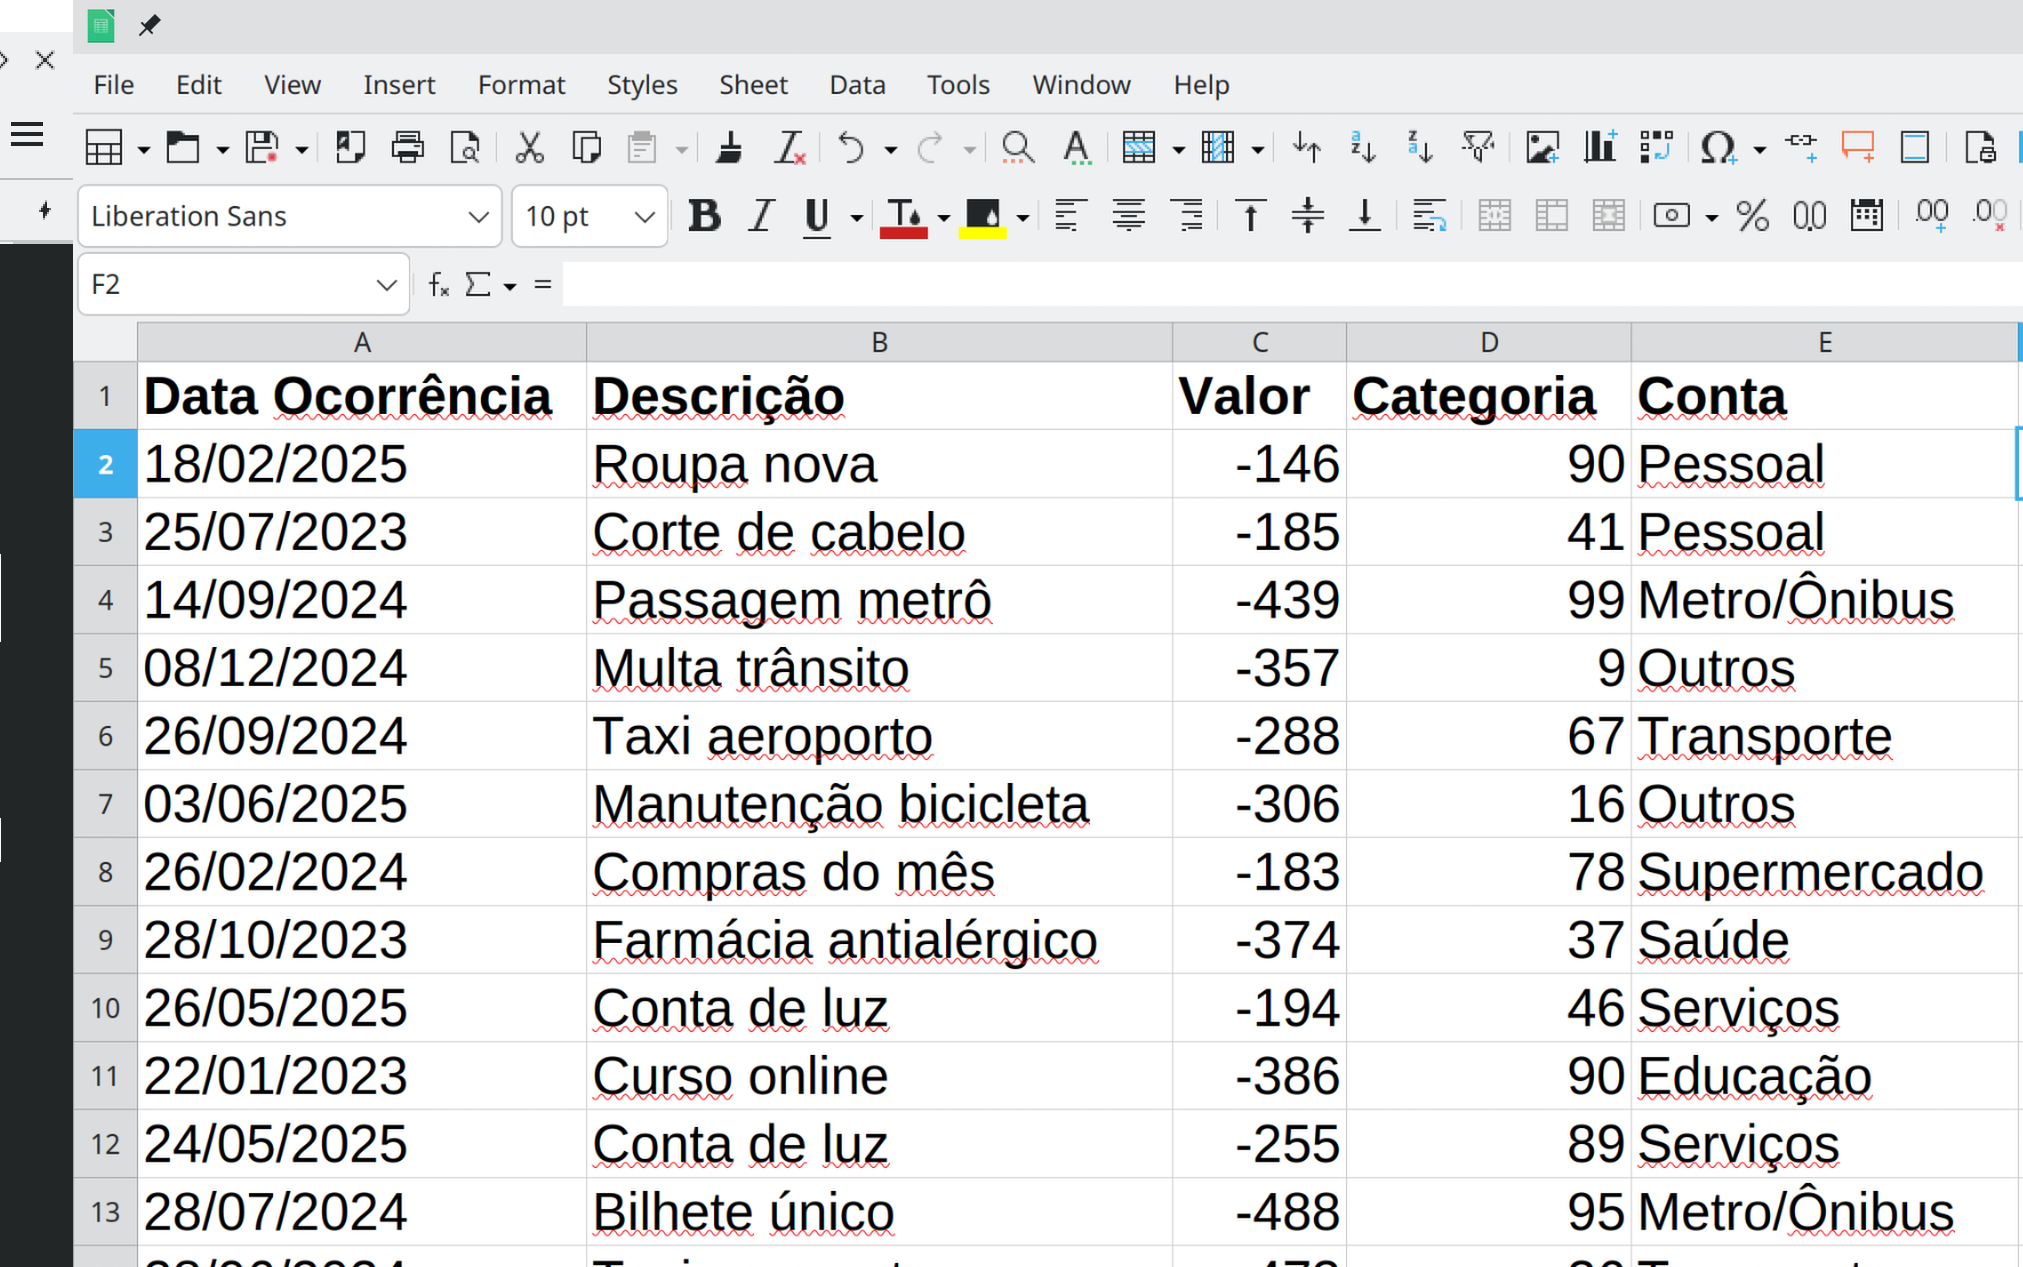 File Edit View Insert Format Styles Sheet Data Tools Window Help
Liberation Sans 10 pt
F2
A B C D E
1 Data Ocorrência Descrição Valor Categoria Conta
2 18/02/2025 Roupa nova -146 90 Pessoal
3 25/07/2023 Corte de cabelo -185 41 Pessoal
4 14/09/2024 Passagem metrô -439 99 Metro/Ônibus
5 08/12/2024 Multa trânsito -357 9 Outros
6 26/09/2024 Taxi aeroporto -288 67 Transporte
7 03/06/2025 Manutenção bicicleta -306 16 Outros
8 26/02/2024 Compras do mês -183 78 Supermercado
9 28/10/2023 Farmácia antialérgico -374 37 Saúde
10 26/05/2025 Conta de luz -194 46 Serviços
11 22/01/2023 Curso online -386 90 Educação
12 24/05/2025 Conta de luz -255 89 Serviços
13 28/07/2024 Bilhete único -488 95 Metro/Ônibus